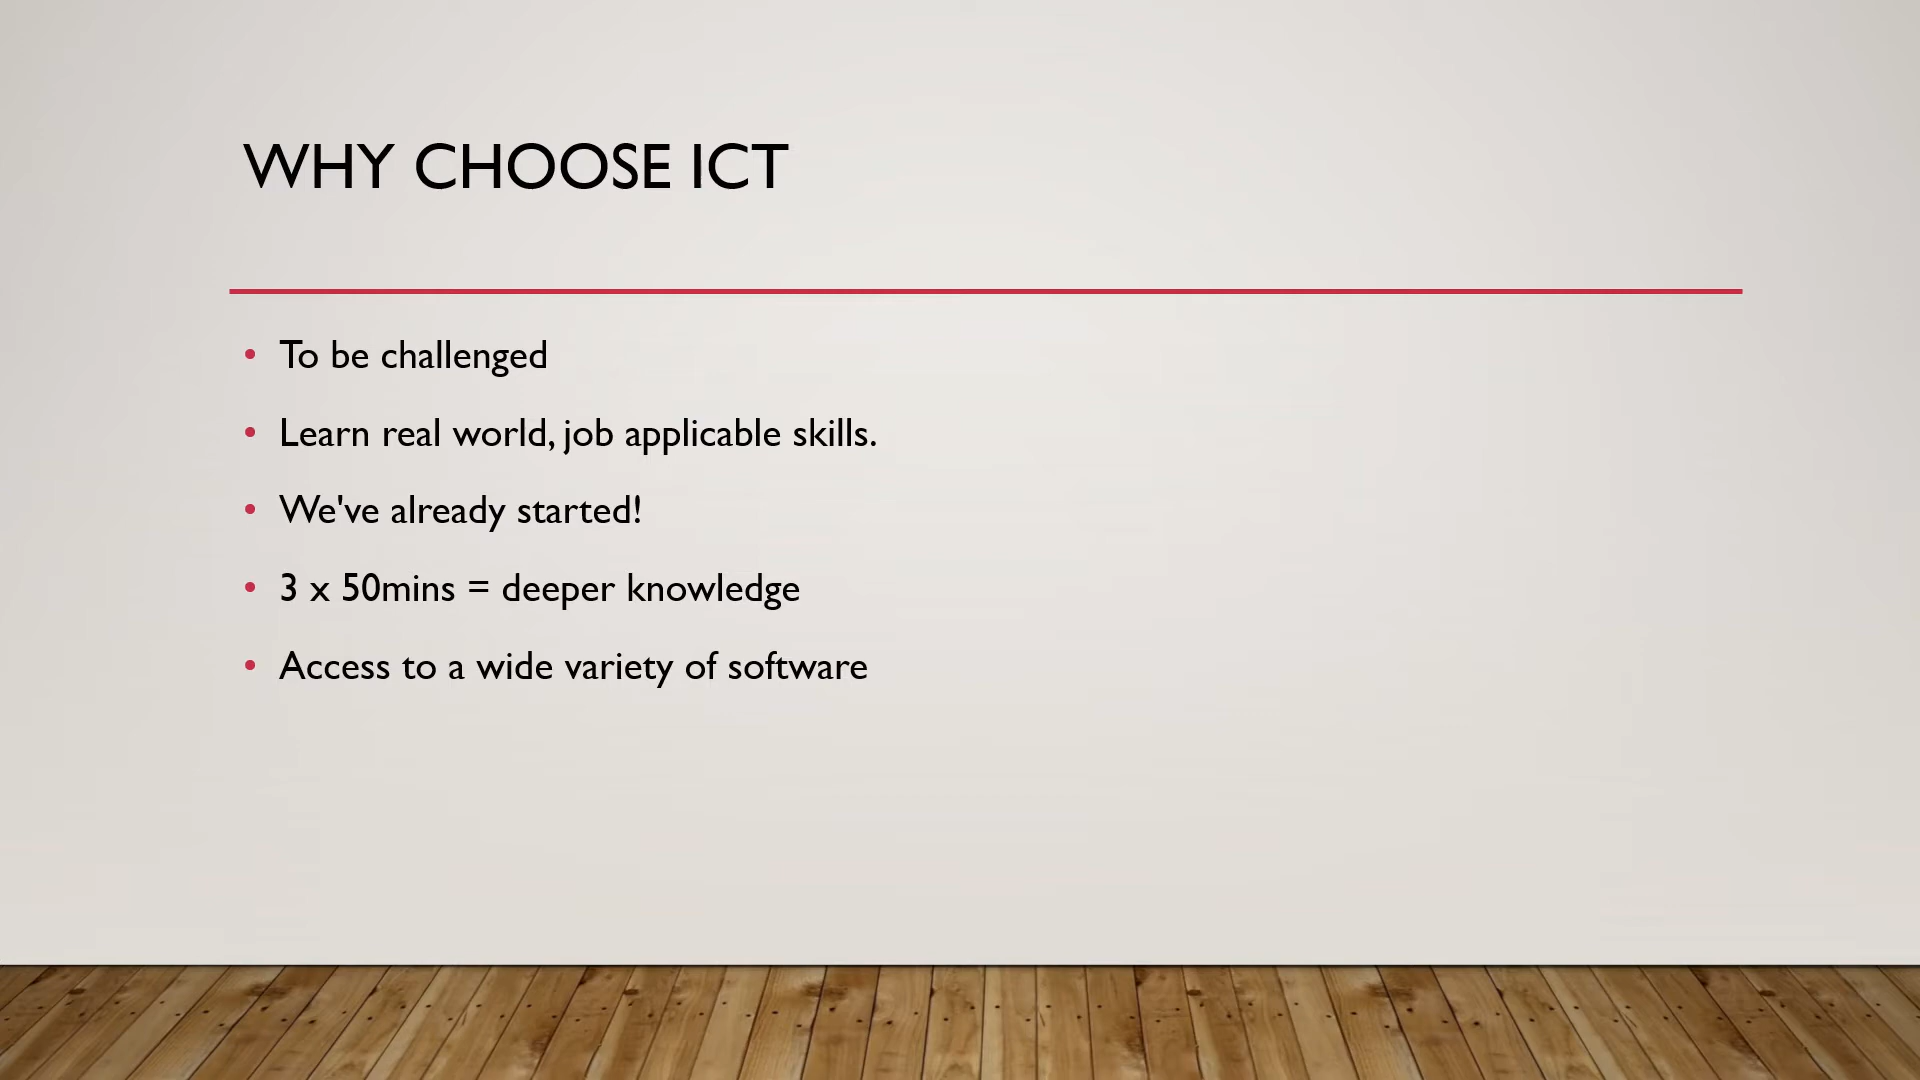 WHY CHOOSE ICT
• To be challenged
• Learn real world, job applicable skills.
• We've already started!
• 3 x 50mins = deeper knowledge
• Access to a wide variety of software